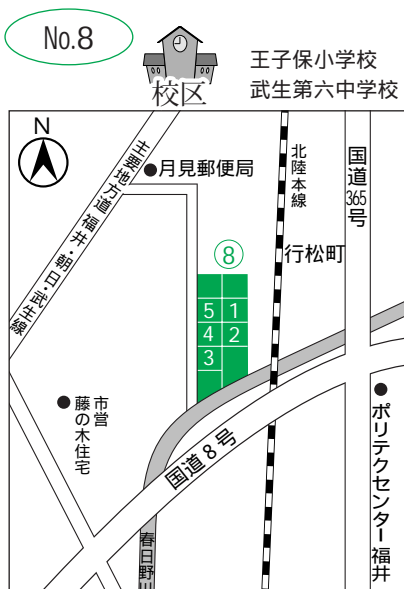 No.8
校区
王子保小学校
武生第六中学校
N
主要地方道 福井・朝日・武生線
月見郵便局
北陸本線
国道365号
行松町
⑧
5 1
4 2
3
市営
藤の木住宅
国道8号
ポリテクセンター福井
春日野川